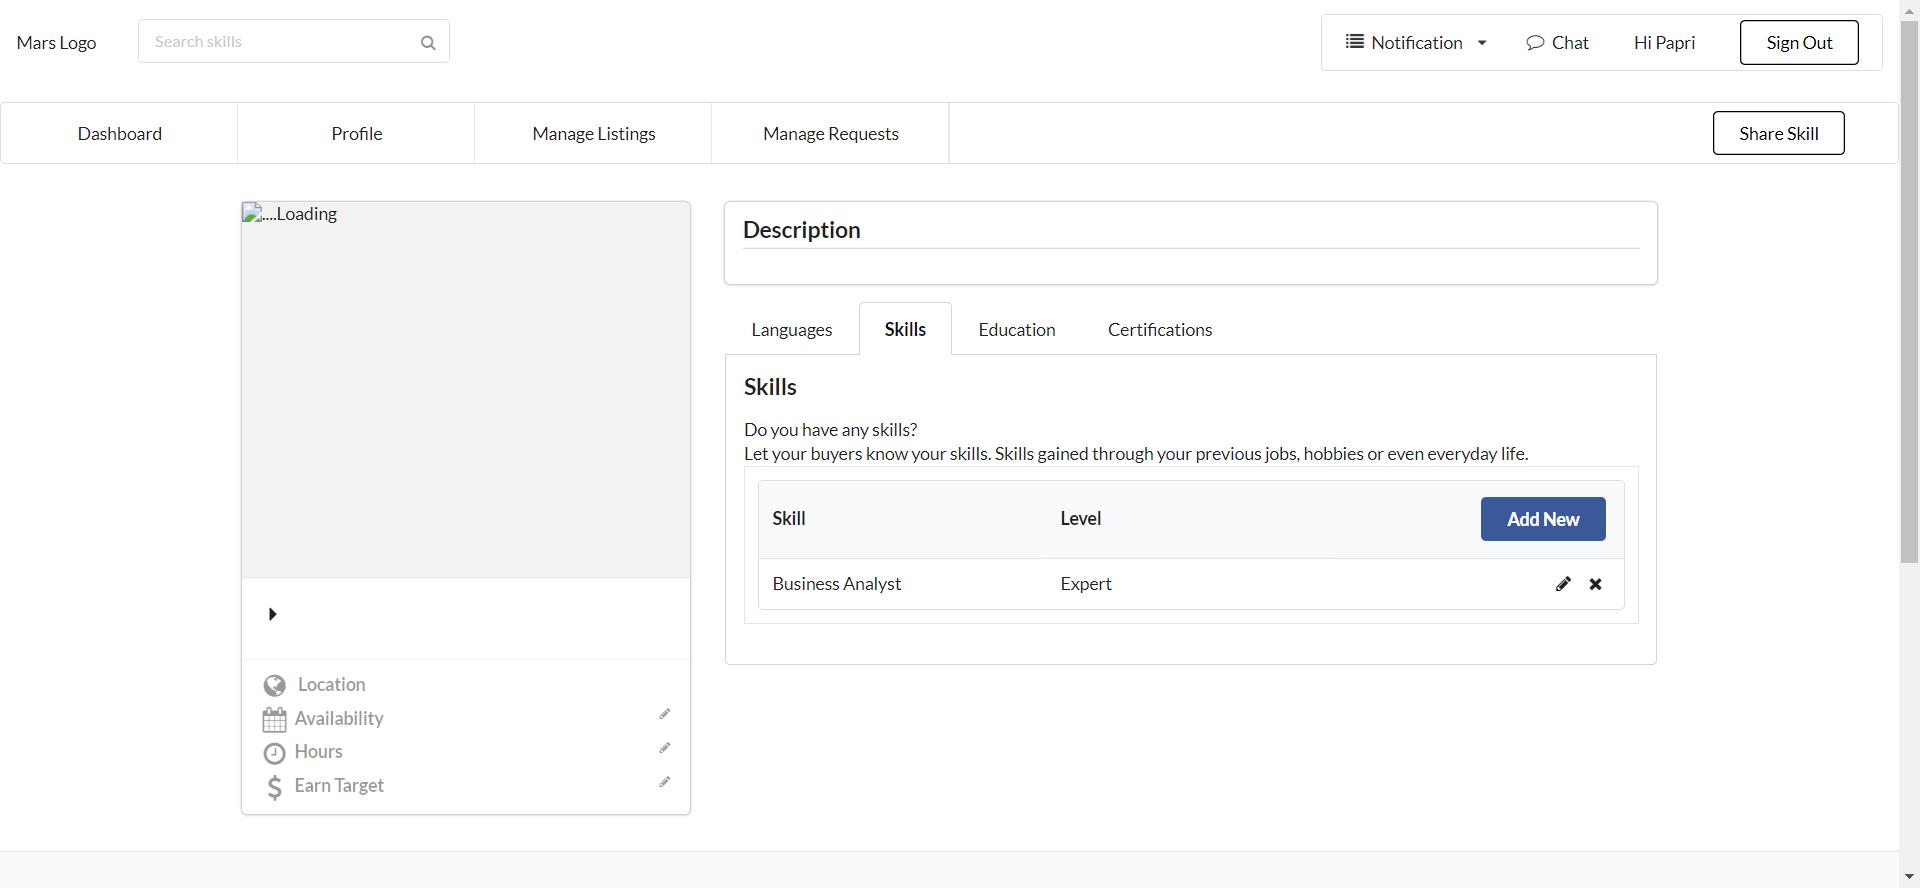 Mars Logo
Search skills
Notification
Chat
Hi Papri
Sign Out
Dashboard
Profile
Manage Listings
Manage Requests
Share Skill
....Loading
Location
Availability
Hours
Earn Target
Description
Languages
Skills
Education
Certifications
Skills
Do you have any skills?
Let your buyers know your skills. Skills gained through your previous jobs, hobbies or even everyday life.
Skill
Level
Add New
Business Analyst
Expert